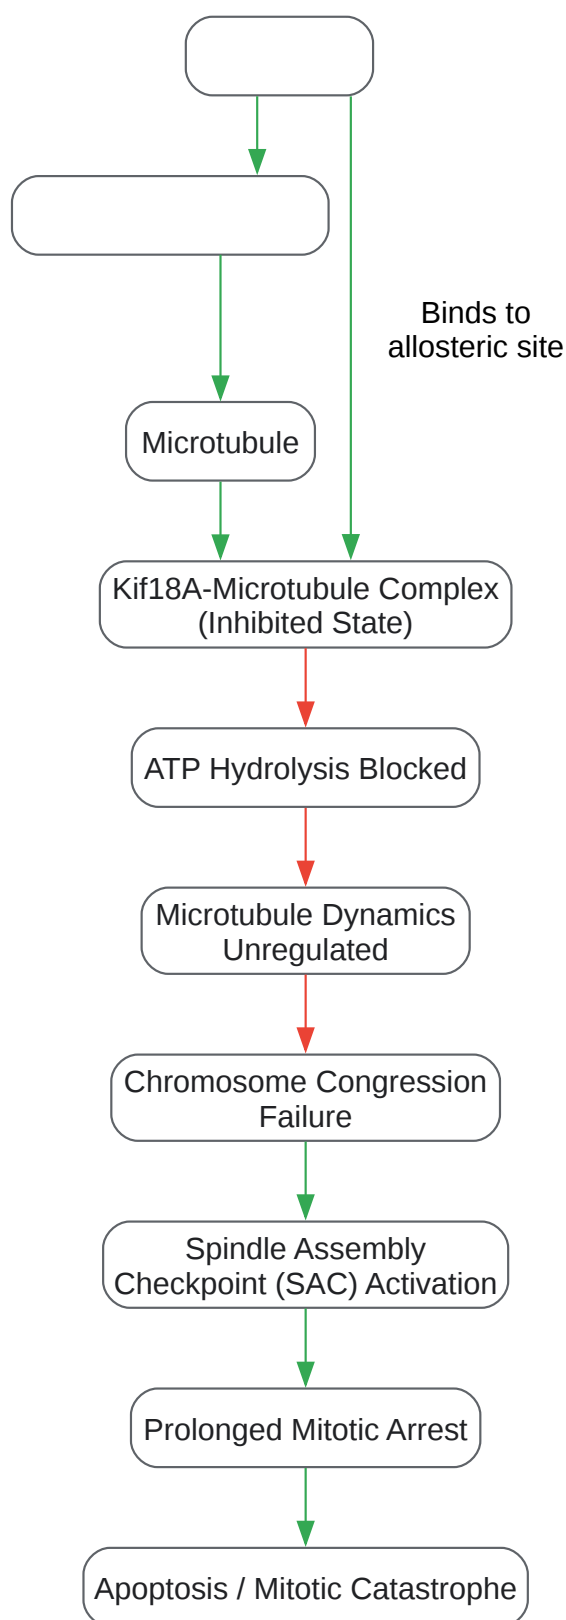 Binds to
allosteric site
Microtubule
Kif18A-Microtubule Complex
(Inhibited State)
ATP Hydrolysis Blocked
Microtubule Dynamics
Unregulated
Chromosome Congression
Failure
Spindle Assembly
Checkpoint (SAC) Activation
Prolonged Mitotic Arrest
Apoptosis / Mitotic Catastrophe